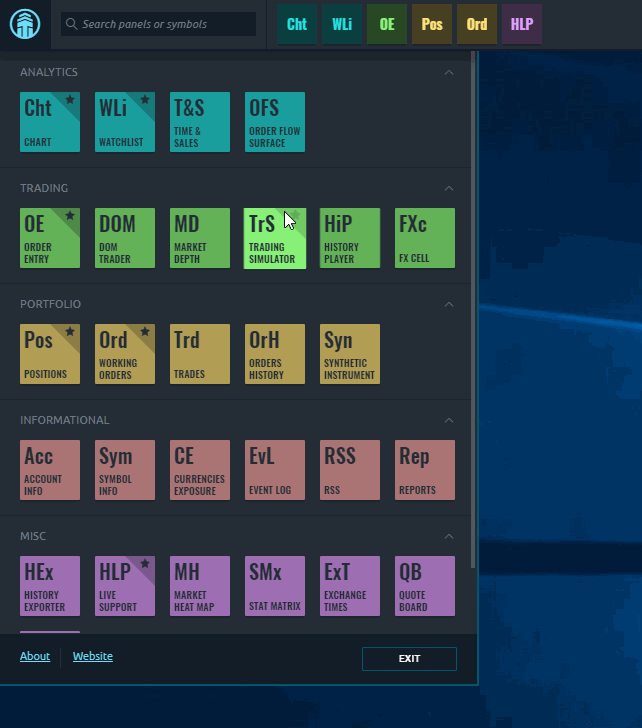 Search panels or symbols
Cht WLi OE Pos Ord HLP
ANALYTICS
Cht WLi T&S OFS
CHART WATCHLIST TIME & SALES ORDER FLOW SURFACE
TRADING
OE DOM MD TrS HiP FXc
ORDER ENTRY DOM TRADER MARKET DEPTH TRADING SIMULATOR HISTORY PLAYER FX CELL
PORTFOLIO
Pos Ord Trd OrH Syn
POSITIONS WORKING ORDERS TRADES ORDERS HISTORY SYNTHETIC INSTRUMENT
INFORMATIONAL
Acc Sym CE EvL RSS Rep
ACCOUNT INFO SYMBOL INFO CURRENCIES EXPOSURE EVENT LOG RSS REPORTS
MISC
HEx HLP MH SMx ExT QB
HISTORY EXPORTER LIVE SUPPORT MARKET HEAT MAP STAT MATRIX EXCHANGE TIMES QUOTE BOARD
About Website EXIT